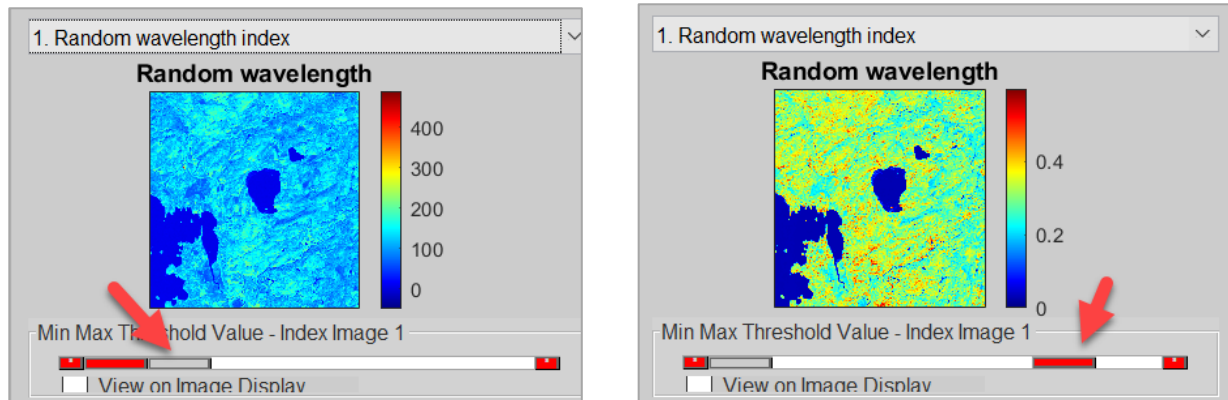 1. Random wavelength index
Random wavelength
400
300
200
100
0
Min Max Threshold Value - Index Image 1
View on Image Display
1. Random wavelength index
Random wavelength
0.4
0.2
0
Min Max Threshold Value - Index Image 1
View on Image Display